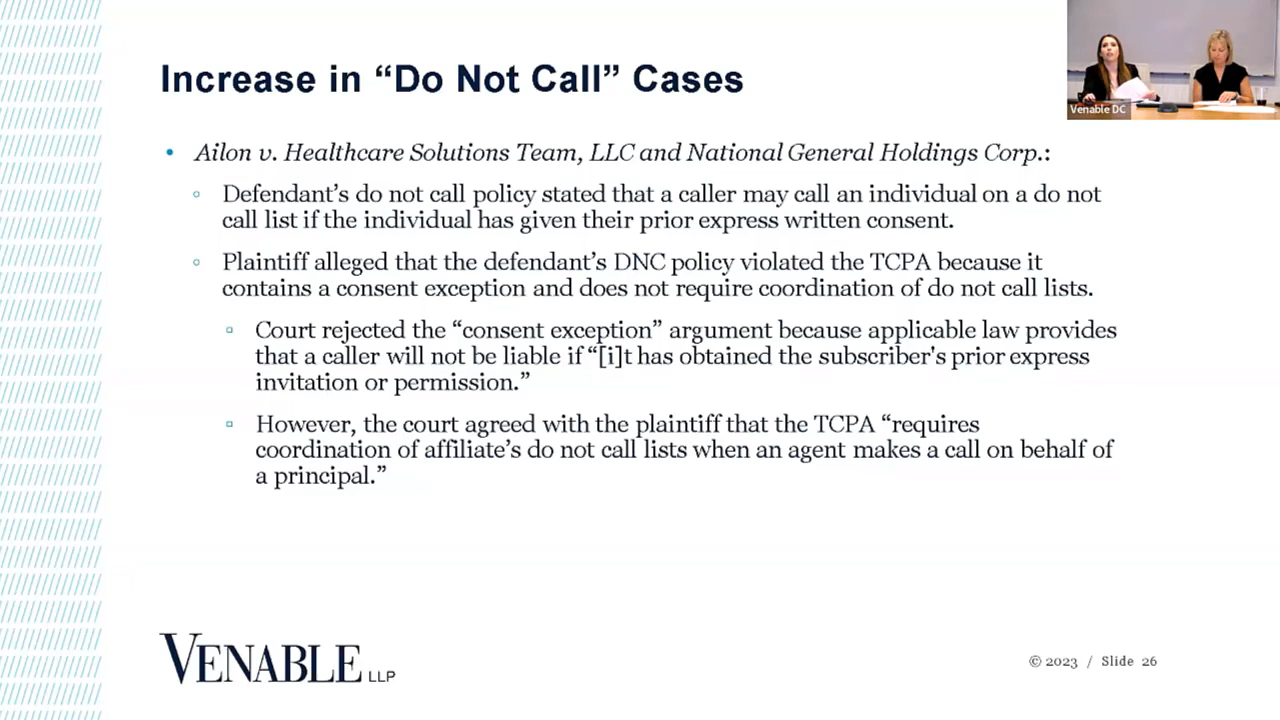 Increase in “Do Not Call” Cases
Venable DC
• Ailon v. Healthcare Solutions Team, LLC and National General Holdings Corp.:
◦ Defendant’s do not call policy stated that a caller may call an individual on a do not
call list if the individual has given their prior express written consent.
◦ Plaintiff alleged that the defendant’s DNC policy violated the TCPA because it
contains a consent exception and does not require coordination of do not call lists.
▫ Court rejected the “consent exception” argument because applicable law provides
that a caller will not be liable if “[i]t has obtained the subscriber's prior express
invitation or permission.”
▫ However, the court agreed with the plaintiff that the TCPA “requires
coordination of affiliate’s do not call lists when an agent makes a call on behalf of
a principal.”
VENABLE LLP
© 2023 / Slide 26